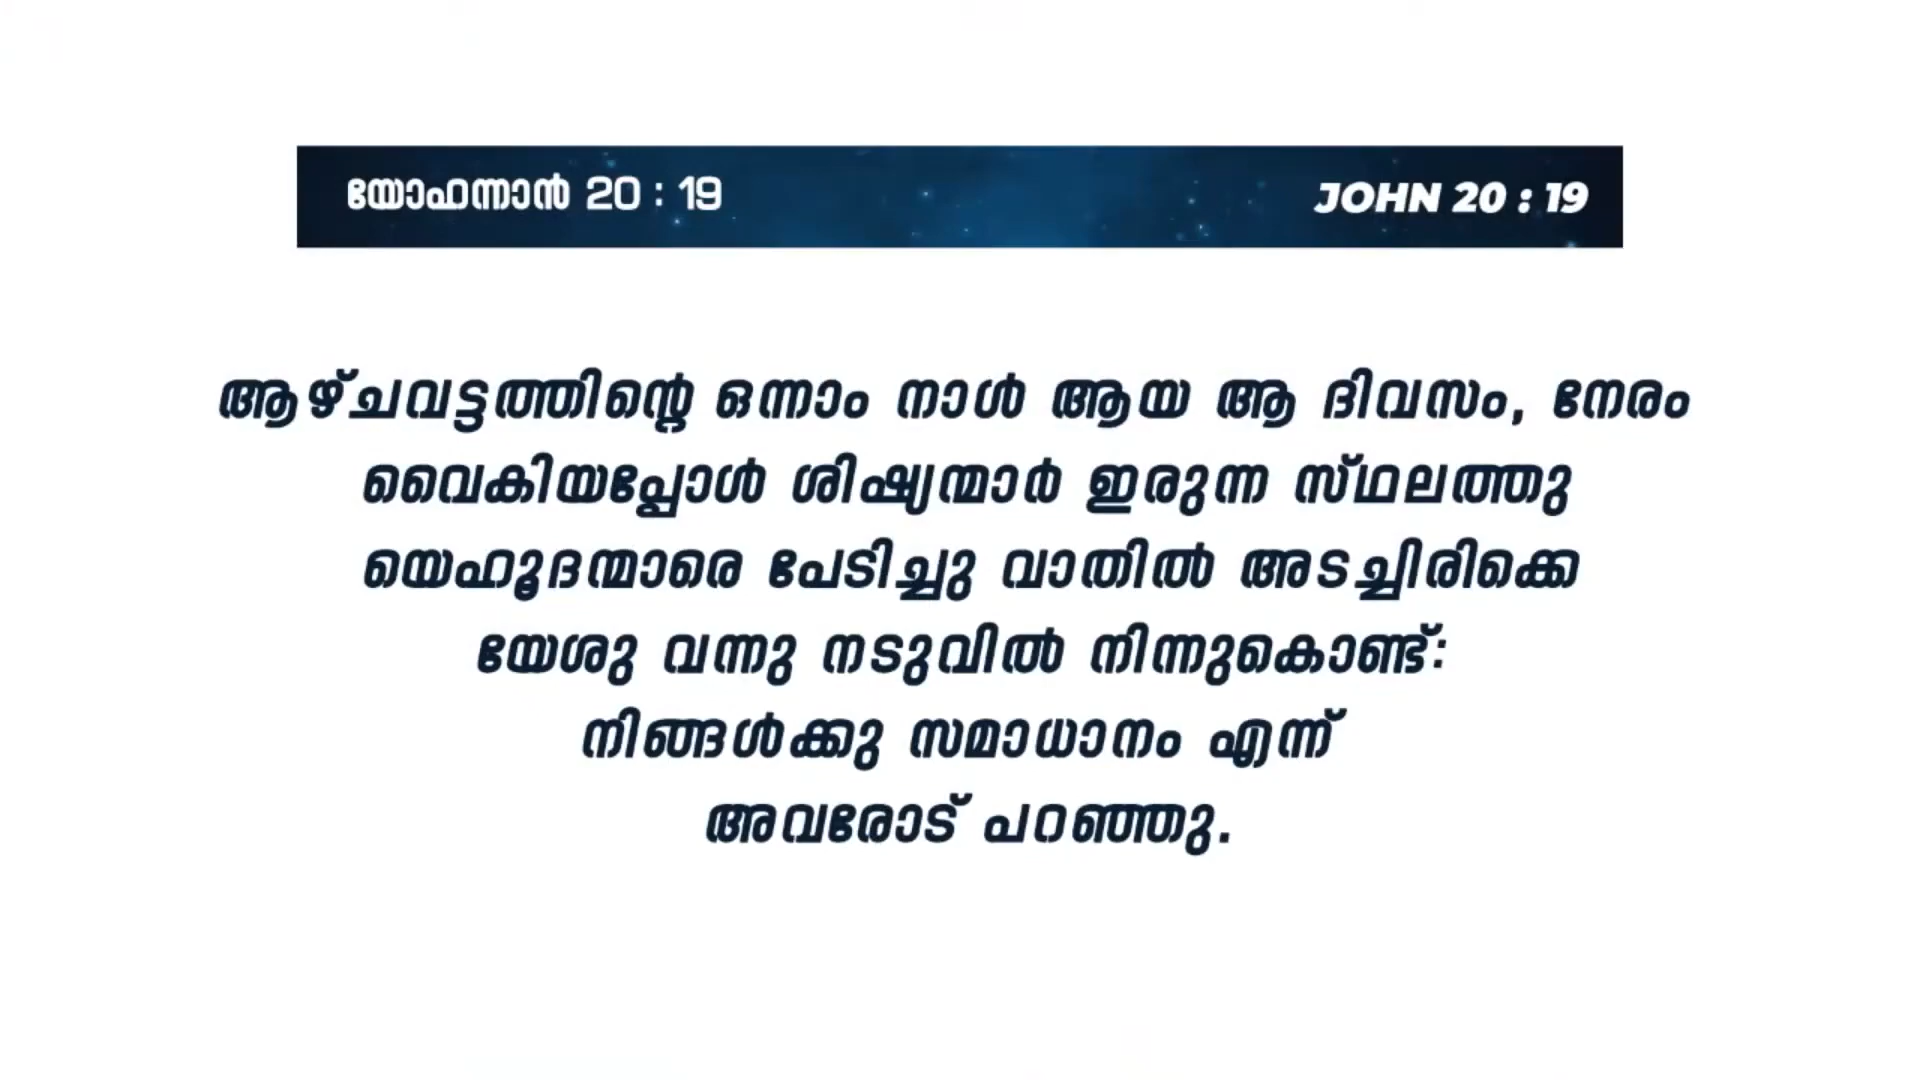 യോഹന്നാൻ 20 : 19
JOHN 20 : 19
ആഴ്ചവട്ടത്തിന്റെ ഒന്നാം നാൾ ആയ ആ ദിവസം, നേരം
വൈകിയപ്പോൾ ശിഷ്യന്മാർ ഇരുന്ന സ്ഥലത്തു
യെഹൂദന്മാരെ പേടിച്ചു വാതിൽ അടച്ചിരിക്കെ
യേശു വന്നു നടുവിൽ നിന്നുകൊണ്ട്:
നിങ്ങൾക്കു സമാധാനം എന്ന്
അവരോട് പറഞ്ഞു.